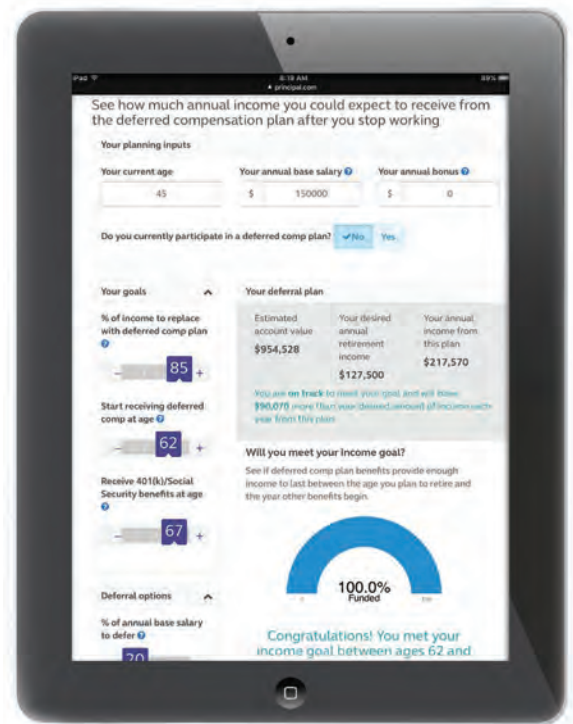 iPad
8:18 AM
89%
principal.com
See how much annual income you could expect to receive from
the deferred compensation plan after you stop working
Your planning inputs
Your current age
Your annual base salary ?
Your annual bonus ?
45
$ 150000
$ 0
Do you currently participate in a deferred comp plan?
✔No
Yes
Your goals
% of income to replace
with deferred comp plan
?
- 85 +
Start receiving deferred
comp at age ?
- 62 +
Receive 401(k)/Social
Security benefits at age
?
- 67 +
Deferral options
% of annual base salary
to defer ?
20
Your deferral plan
Estimated
account value
$954,528
Your desired
annual
retirement
income
$127,500
Your annual
income from
this plan
$217,570
You are on track to meet your goal and will have
$90,070 more than your desired amount of income each
year from this plan.
Will you meet your income goal?
See if deferred comp plan benefits provide enough
income to last between the age you plan to retire and
the year other benefits begin.
100.0%
Funded
0
Congratulations! You met your
income goal between ages 62 and